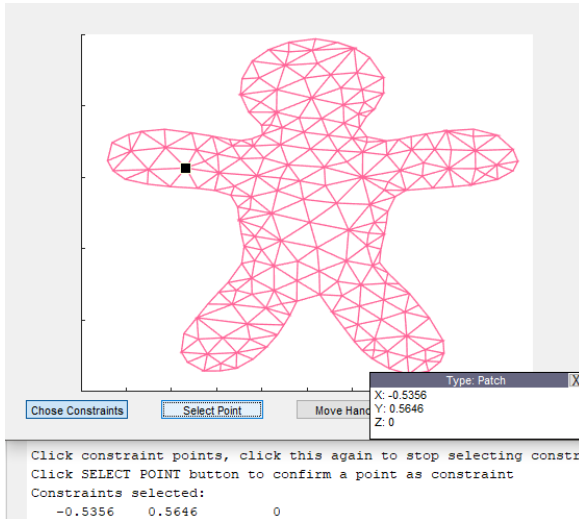 Type: Patch X
Chose Constraints
Select Point
Move Hand
X: -0.5356
Y: 0.5646
Z: 0
Click constraint points, click this again to stop selecting constr
Click SELECT POINT button to confirm a point as constraint
Constraints selected:
-0.5356 0.5646 0